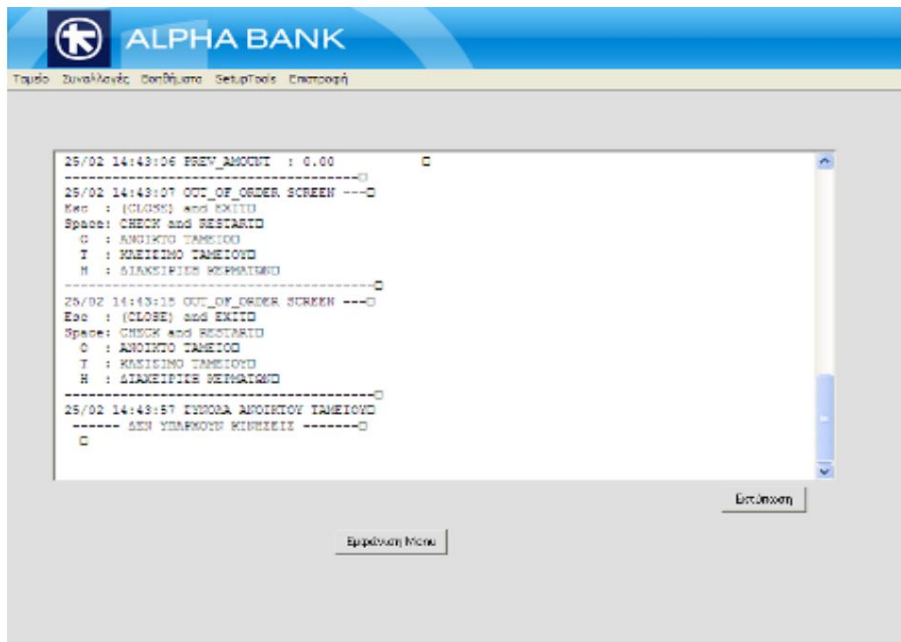 ALPHA BANK
Ταμείο Συναλλαγές Βοηθήματα SetupTools Επιστροφή
25/02 14:43:06 PREV_AMOUNT : 0.00
25/02 14:43:07 OUT_OF_ORDER SCREEN ---
Esc : (CLOSE) and EXIT
Space: CHECK and RESTART
O : ΑΝΟΙΚΤΟ ΤΑΜΕΙΟ
T : ΚΛΕΙΣΙΜΟ ΤΑΜΕΙΟΥ
H : ΔΙΑΧΕΙΡΙΣΗ ΚΕΡΜΑΤΩΝ
25/02 14:43:18 OUT_OF_ORDER SCREEN ---
Esc : (CLOSE) and EXIT
Space: CHECK and RESTART
O : ΑΝΟΙΚΤΟ ΤΑΜΕΙΟ
T : ΚΛΕΙΣΙΜΟ ΤΑΜΕΙΟΥ
H : ΔΙΑΧΕΙΡΙΣΗ ΚΕΡΜΑΤΩΝ
25/02 14:43:57 ΣΥΝΟΛΑ ΑΝΟΙΚΤΟΥ ΤΑΜΕΙΟΥ
------ ΔΕΝ ΥΠΑΡΧΟΥΝ ΚΙΝΗΣΕΙΣ -------
Εκτύπωση
Εμφάνιση Menu